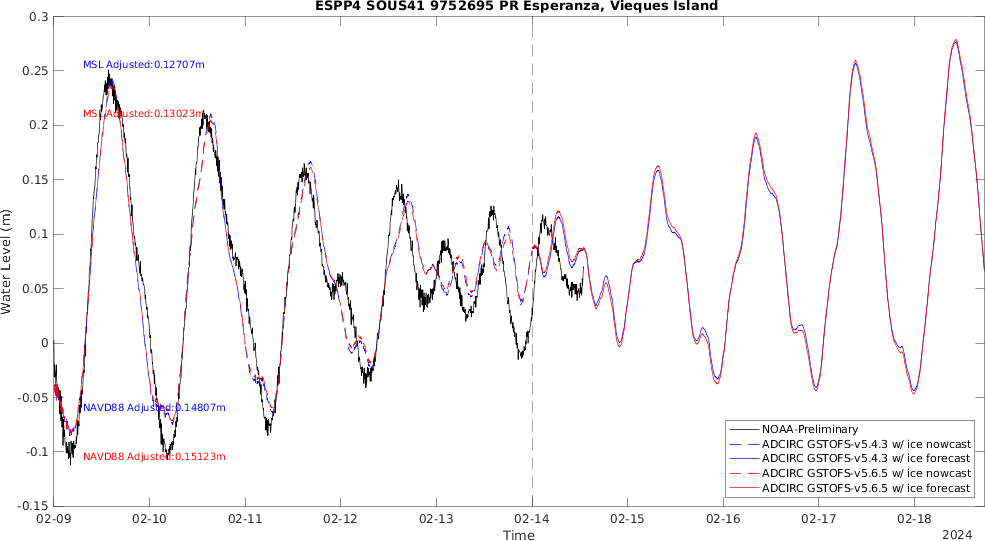 ESPP4 SOUS41 9752695 PR Esperanza, Vieques Island
0.3
0.25
0.2
0.15
0.1
0.05
0
-0.05
-0.1
-0.15
Water Level (m)
MSL Adjusted:0.12707m
MSL Adjusted:0.13023m
NAVD88 Adjusted:0.14807m
NAVD88 Adjusted:0.15123m
NOAA-Preliminary
ADCIRC GSTOFS-v5.4.3 w/ ice nowcast
ADCIRC GSTOFS-v5.4.3 w/ ice forecast
ADCIRC GSTOFS-v5.6.5 w/ ice nowcast
ADCIRC GSTOFS-v5.6.5 w/ ice forecast
02-09 02-10 02-11 02-12 02-13 02-14 02-15 02-16 02-17 02-18
Time
2024